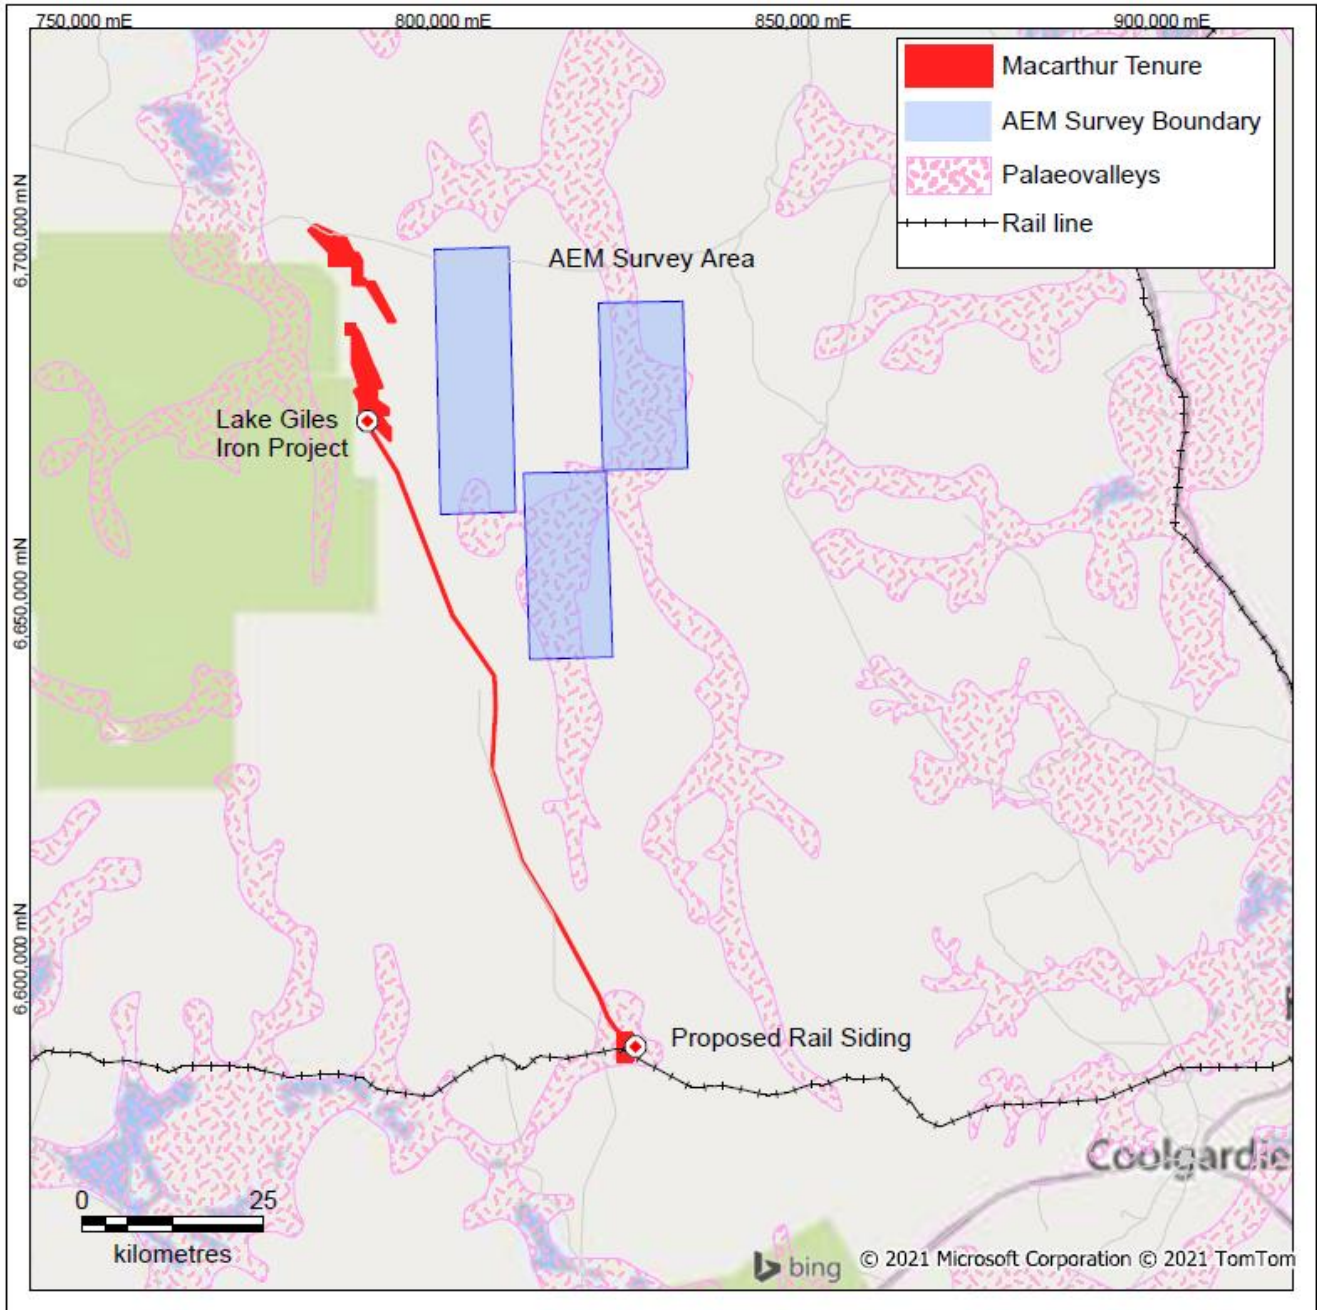 750,000 mE
800,000 mE
850,000 mE
900,000 mE
Macarthur Tenure
AEM Survey Boundary
Palaeovalleys
Rail line
6,700,000 mN
AEM Survey Area
Lake Giles
Iron Project
6,650,000 mN
6,600,000 mN
Proposed Rail Siding
Coolgardie
0 25
kilometres
bing
© 2021 Microsoft Corporation © 2021 TomTom